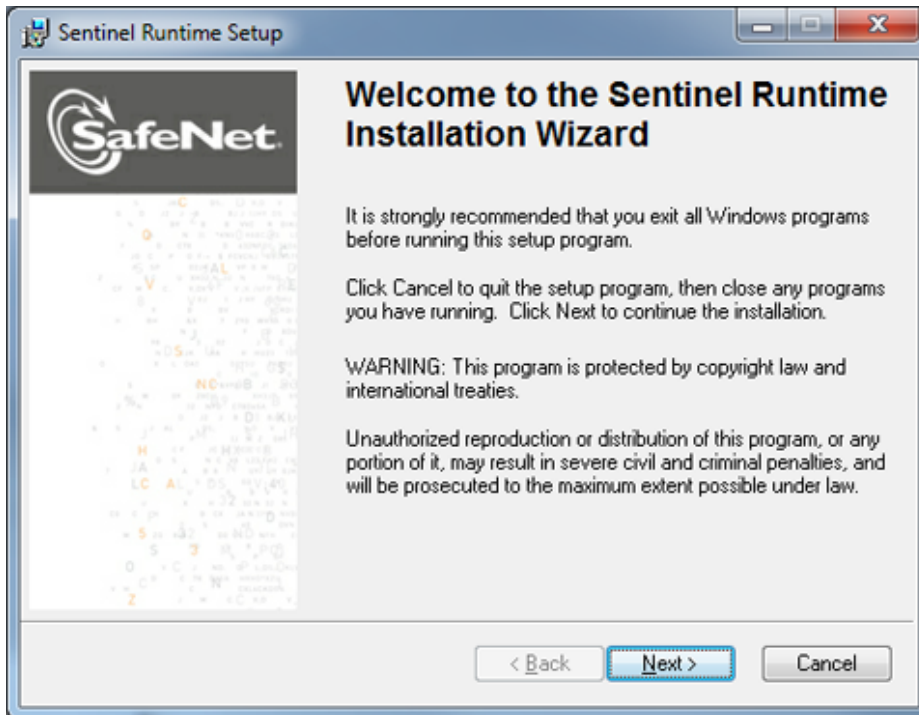 Sentinel Runtime Setup
SafeNet.
Welcome to the Sentinel Runtime
Installation Wizard
It is strongly recommended that you exit all Windows programs
before running this setup program.
Click Cancel to quit the setup program, then close any programs
you have running.  Click Next to continue the installation.
WARNING: This program is protected by copyright law and
international treaties.
Unauthorized reproduction or distribution of this program, or any
portion of it, may result in severe civil and criminal penalties, and
will be prosecuted to the maximum extent possible under law.
< Back
Next >
Cancel